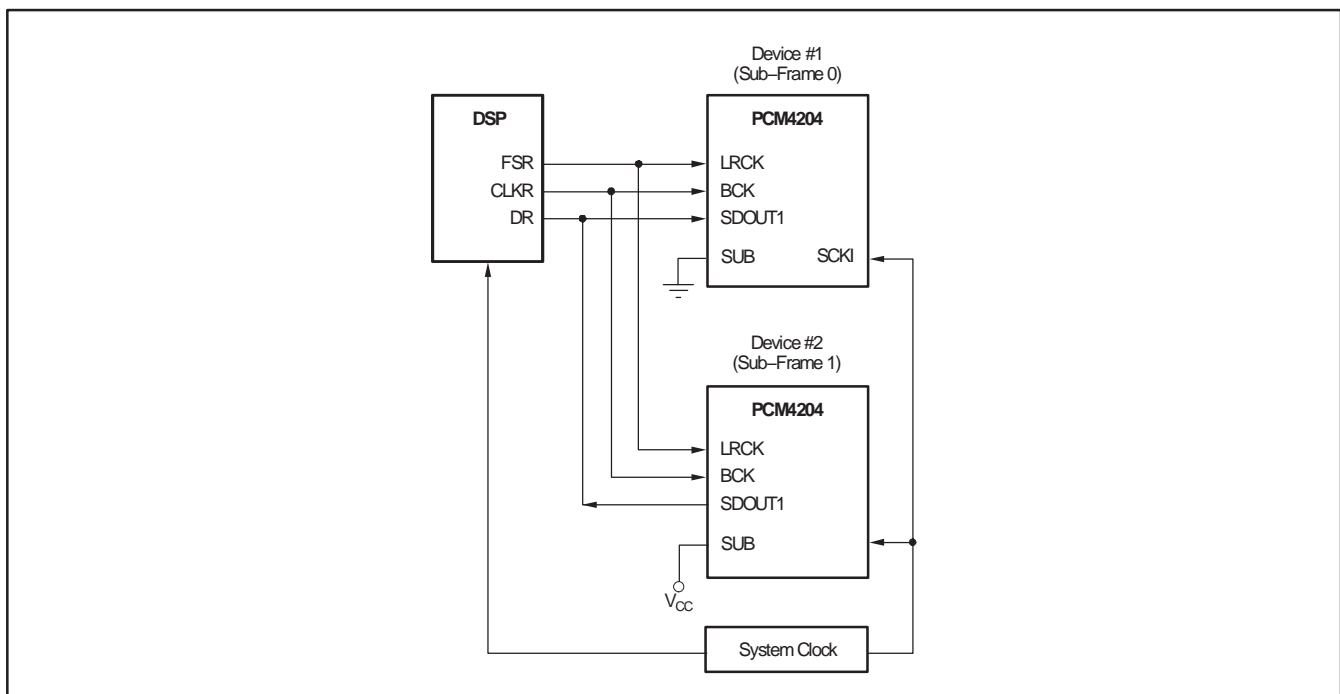 Device #1
(Sub–Frame 0)
DSP
FSR
CLKR
DR
PCM4204
LRCK
BCK
SDOUT1
SUB
SCKI
Device #2
(Sub–Frame 1)
PCM4204
LRCK
BCK
SDOUT1
SUB
VCC
System Clock